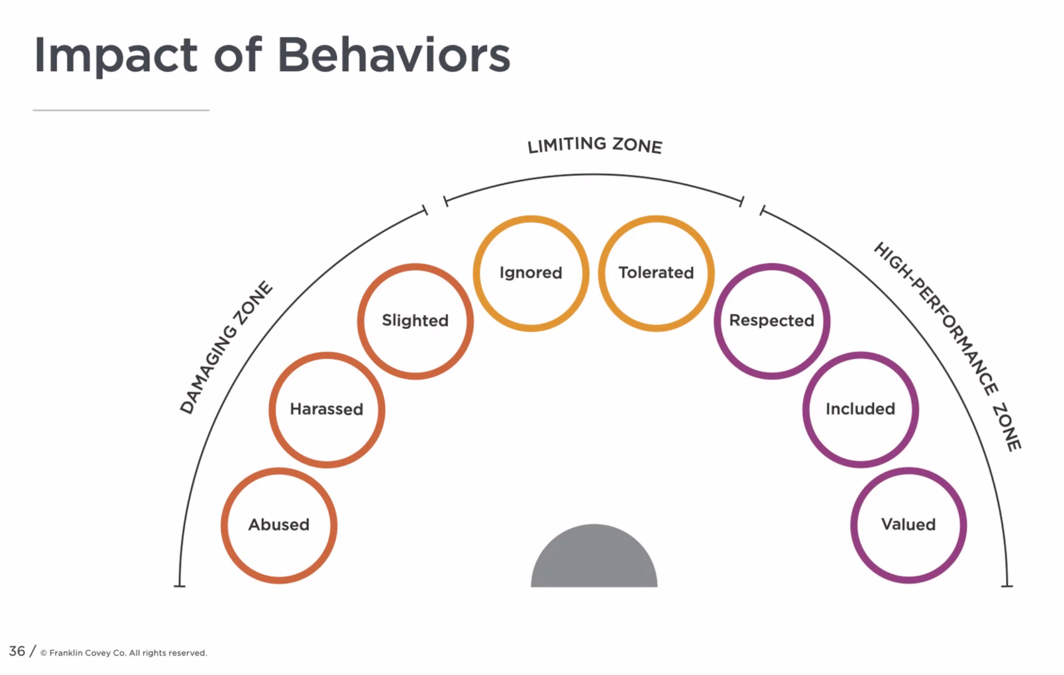 Impact of Behaviors
LIMITING ZONE
DAMAGING ZONE
HIGH-PERFORMANCE ZONE
Abused
Harassed
Slighted
Ignored
Tolerated
Respected
Included
Valued
36 / © Franklin Covey Co. All rights reserved.